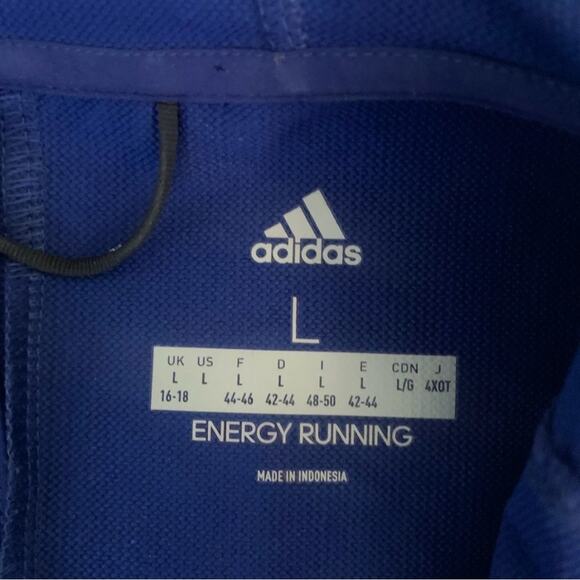 adidas
L
UK US F D I E CDN J
L L L L L L L/G 4XOT
16-18 44-46 42-44 48-50 42-44
ENERGY RUNNING
MADE IN INDONESIA